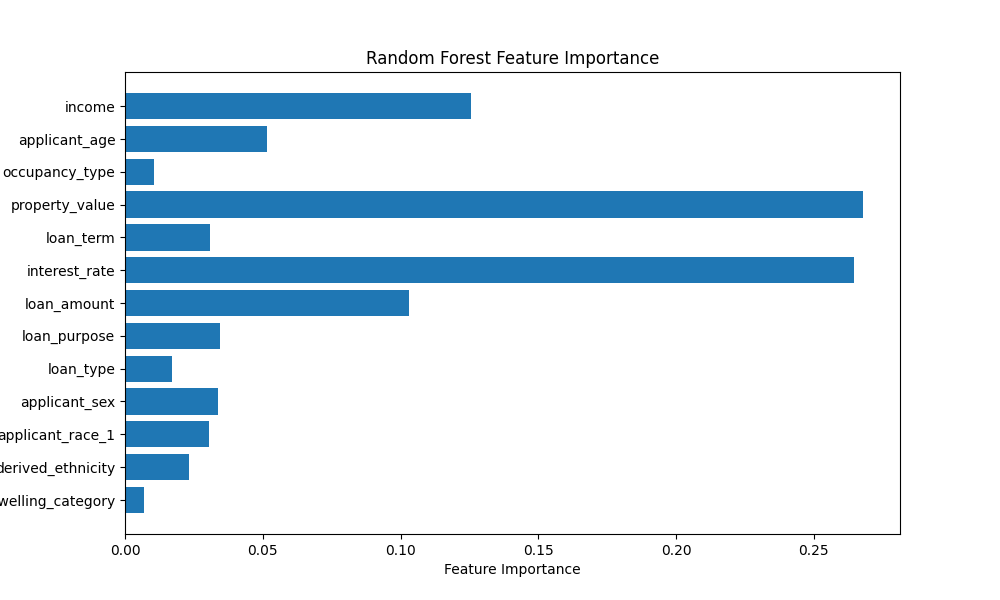 Random Forest Feature Importance
income
applicant_age
occupancy_type
property_value
loan_term
interest_rate
loan_amount
loan_purpose
loan_type
applicant_sex
applicant_race_1
derived_ethnicity
welling_category
0.00 0.05 0.10 0.15 0.20 0.25
Feature Importance